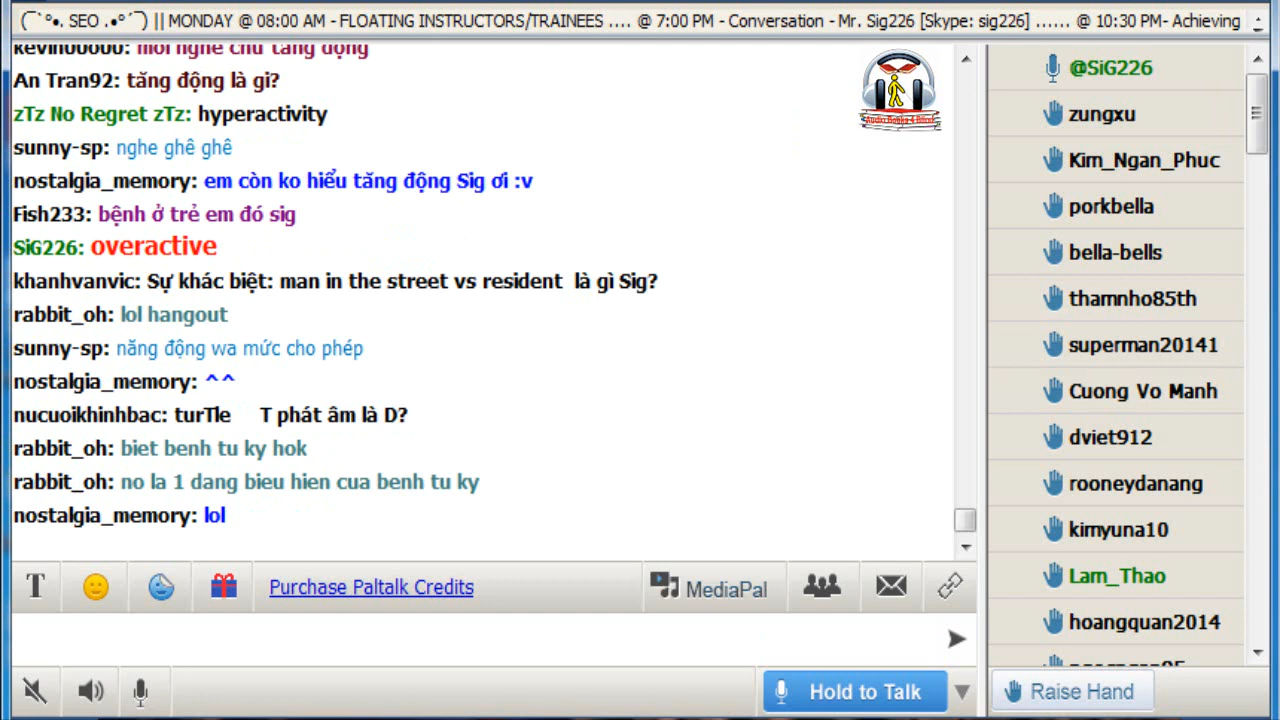 (¯`°•. SEO .•°´¯) || MONDAY @ 08:00 AM - FLOATING INSTRUCTORS/TRAINEES .... @ 7:00 PM - Conversation - Mr. Sig226 [Skype: sig226] ...... @ 10:30 PM- Achieving
mới nghe chữ tăng động
An Tran92: tăng động là gì?
zTz No Regret zTz: hyperactivity
sunny-sp: nghe ghê ghê
nostalgia_memory: em còn ko hiểu tăng động Sig ơi :v
Fish233: bệnh ở trẻ em đó sig
SiG226: overactive
khanhvanvic: Sự khác biệt: man in the street vs resident là gì Sig?
rabbit_oh: lol hangout
sunny-sp: năng động wa mức cho phép
nostalgia_memory: ^^
nucuoikhinhbac: turTle T phát âm là D?
rabbit_oh: biet benh tu ky hok
rabbit_oh: no la 1 dang bieu hien cua benh tu ky
nostalgia_memory: lol
Purchase Paltalk Credits
MediaPal
Hold to Talk
@SiG226
zungxu
Kim_Ngan_Phuc
porkbella
bella-bells
thamnho85th
superman20141
Cuong Vo Manh
dviet912
rooneydanang
kimyuna10
Lam_Thao
hoangquan2014
Raise Hand